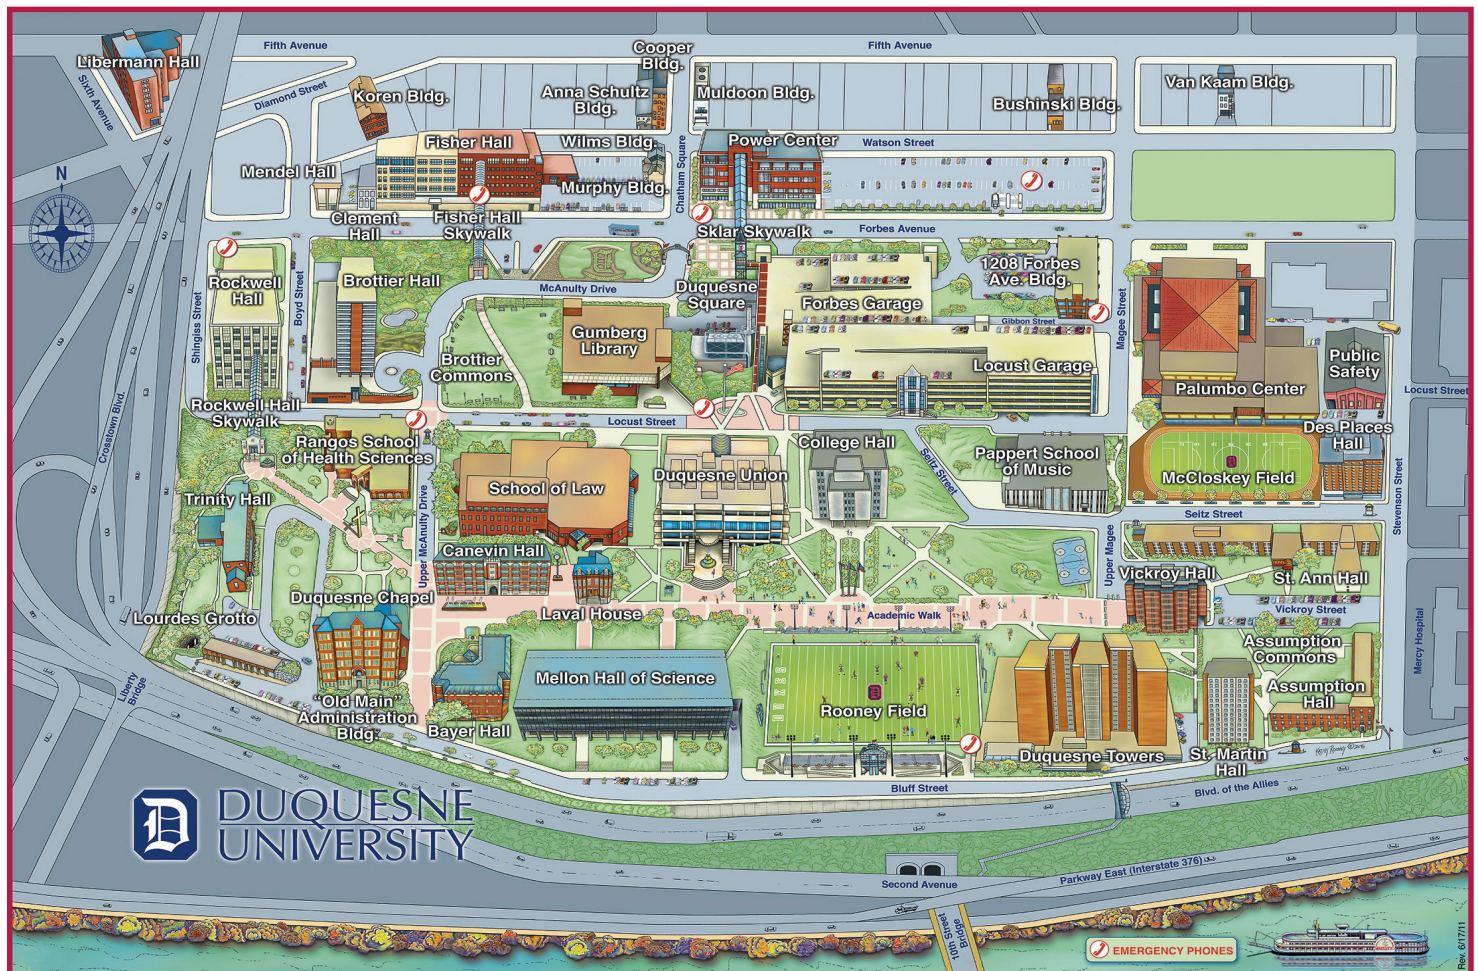 Fifth Avenue
Cooper
Bldg.
Fifth Avenue
Libermann Hall
Sixth Avenue
Diamond Street
Koren Bldg.
Anna Schultz
Bldg.
Muldoon Bldg.
Bushinski Bldg.
Van Kaam Bldg.
Fisher Hall
Wilms Bldg.
Chatham Square
Power Center
Watson Street
N
Mendel Hall
Murphy Bldg.
Clement
Hall
Fisher Hall
Skywalk
Sklar Skywalk
Forbes Avenue
Rockwell
Hall
Boyd Street
Brottier Hall
McAnulty Drive
Duquesne
Square
Forbes Garage
1208 Forbes
Ave. Bldg.
Gibbon Street
Magee Street
Shingiss Street
Gumberg
Library
Brottier
Commons
Locust Garage
Palumbo Center
Public
Safety
Locust Street
Crosstown Blvd.
Rockwell Hall
Skywalk
Locust Street
Rangos School
of Health Sciences
School of Law
Duquesne Union
College Hall
Seitz Street
Pappert School
of Music
McCloskey Field
Des Places
Hall
Stevenson Street
Trinity Hall
Upper McAnulty Drive
Seitz Street
Canevin Hall
Upper Magee
Vickroy Hall
St. Ann Hall
Duquesne Chapel
Laval House
Academic Walk
Vickroy Street
Lourdes Grotto
Mercy Hospital
Assumption
Commons
Liberty
Bridge
"Old Main"
Administration
Bldg.
Bayer Hall
Mellon Hall of Science
Rooney Field
Duquesne Towers
St. Martin
Hall
Assumption
Hall
Bluff Street
Blvd. of the Allies
D
DUQUESNE
UNIVERSITY
Second Avenue
Parkway East (Interstate 376)
10th Street
Bridge
EMERGENCY PHONES
Rev. 6/17/11